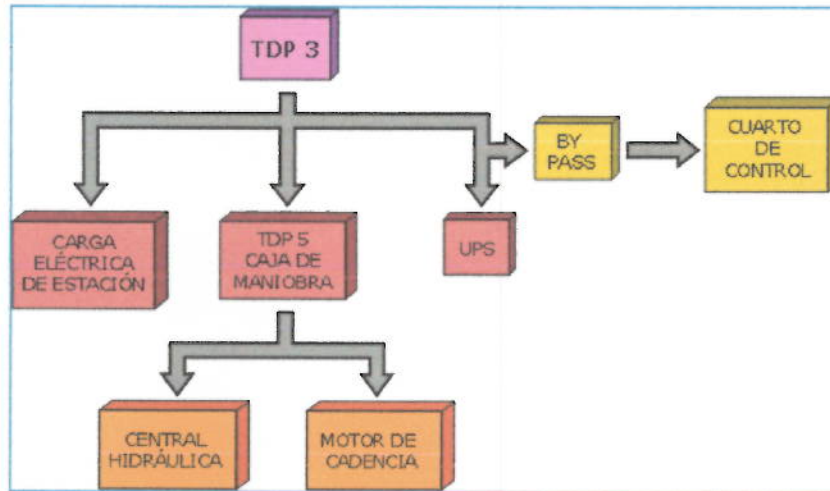 TDP 3
BY
PASS
CUARTO
DE
CONTROL
CARGA
ELÉCTRICA
DE ESTACIÓN
TDP 5
CAJA DE
MANIOBRA
UPS
CENTRAL
HIDRÁULICA
MOTOR DE
CADENCIA